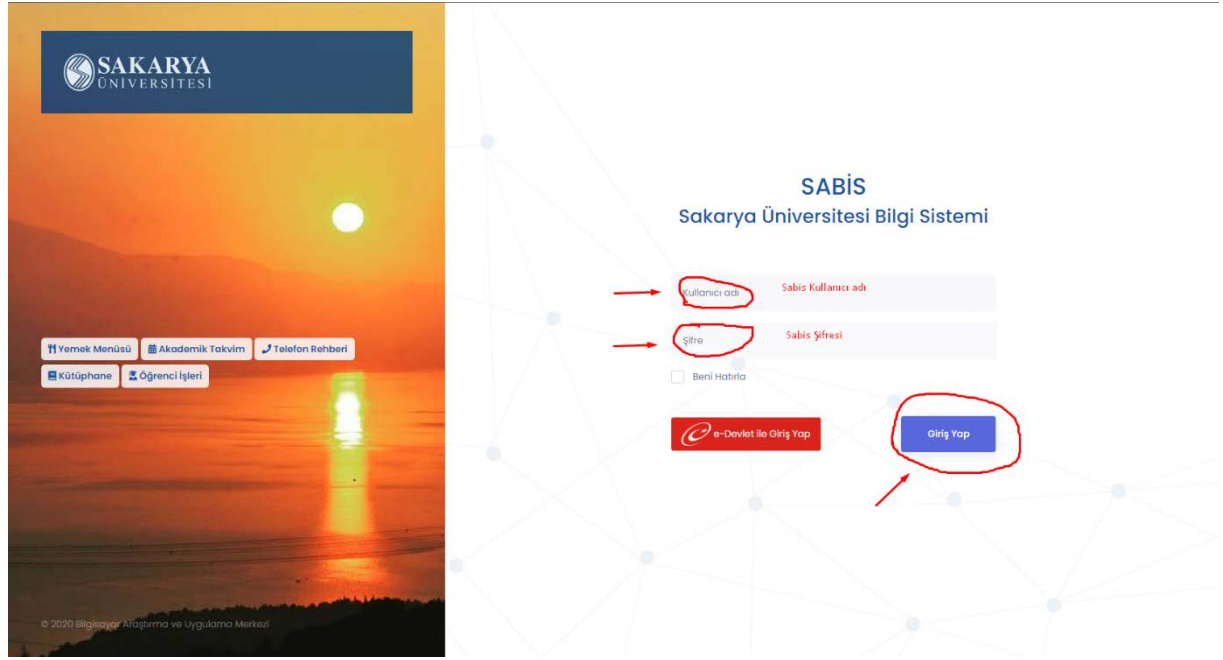 SAKARYA
ÜNİVERSİTESİ
Yemek Menüsü
Akademik Takvim
Telefon Rehberi
Kütüphane
Öğrenci İşleri
© 2020 Bilgisayar Araştırma ve Uygulama Merkezi
SABİS
Sakarya Üniversitesi Bilgi Sistemi
Kullanıcı adı
Sabis Kullanıcı adı
Şifre
Sabis Şifresi
Beni Hatırla
e-Devlet ile Giriş Yap
Giriş Yap